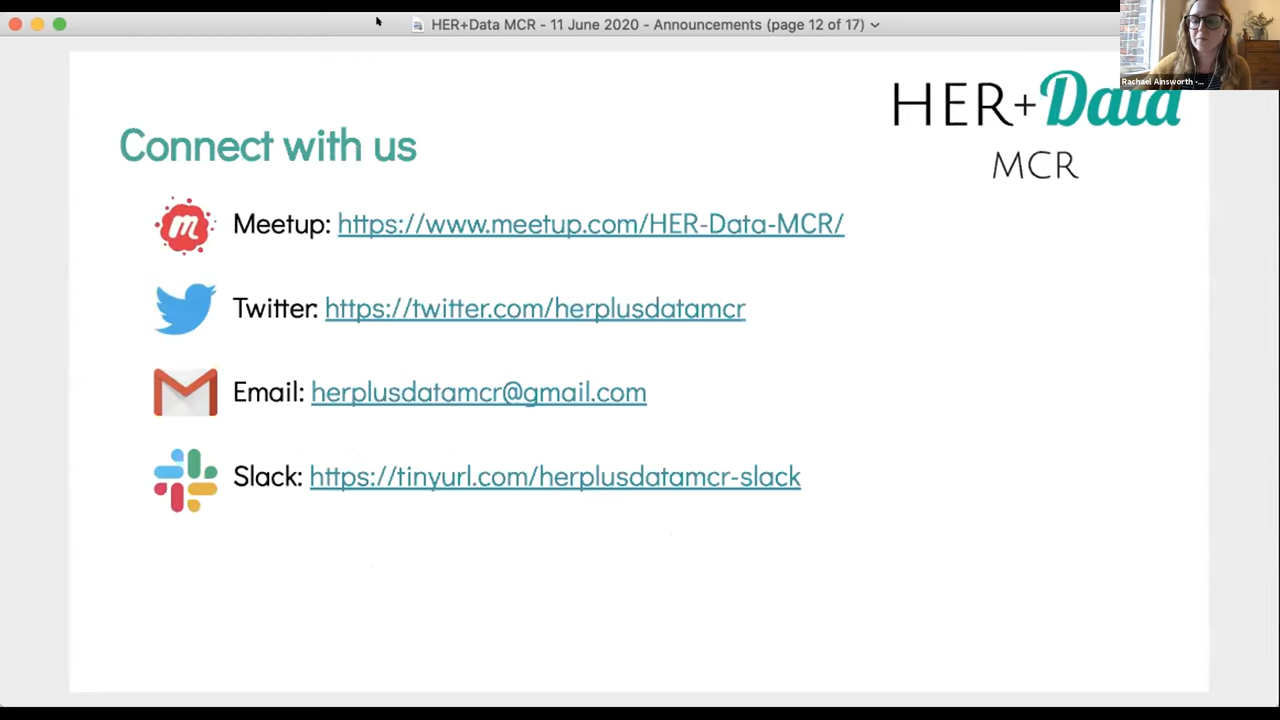 HER+Data MCR - 11 June 2020 - Announcements (page 12 of 17)
Rachael Ainsworth -...
HER+Data
MCR
Connect with us
Meetup: https://www.meetup.com/HER-Data-MCR/
Twitter: https://twitter.com/herplusdatamcr
Email: herplusdatamcr@gmail.com
Slack: https://tinyurl.com/herplusdatamcr-slack